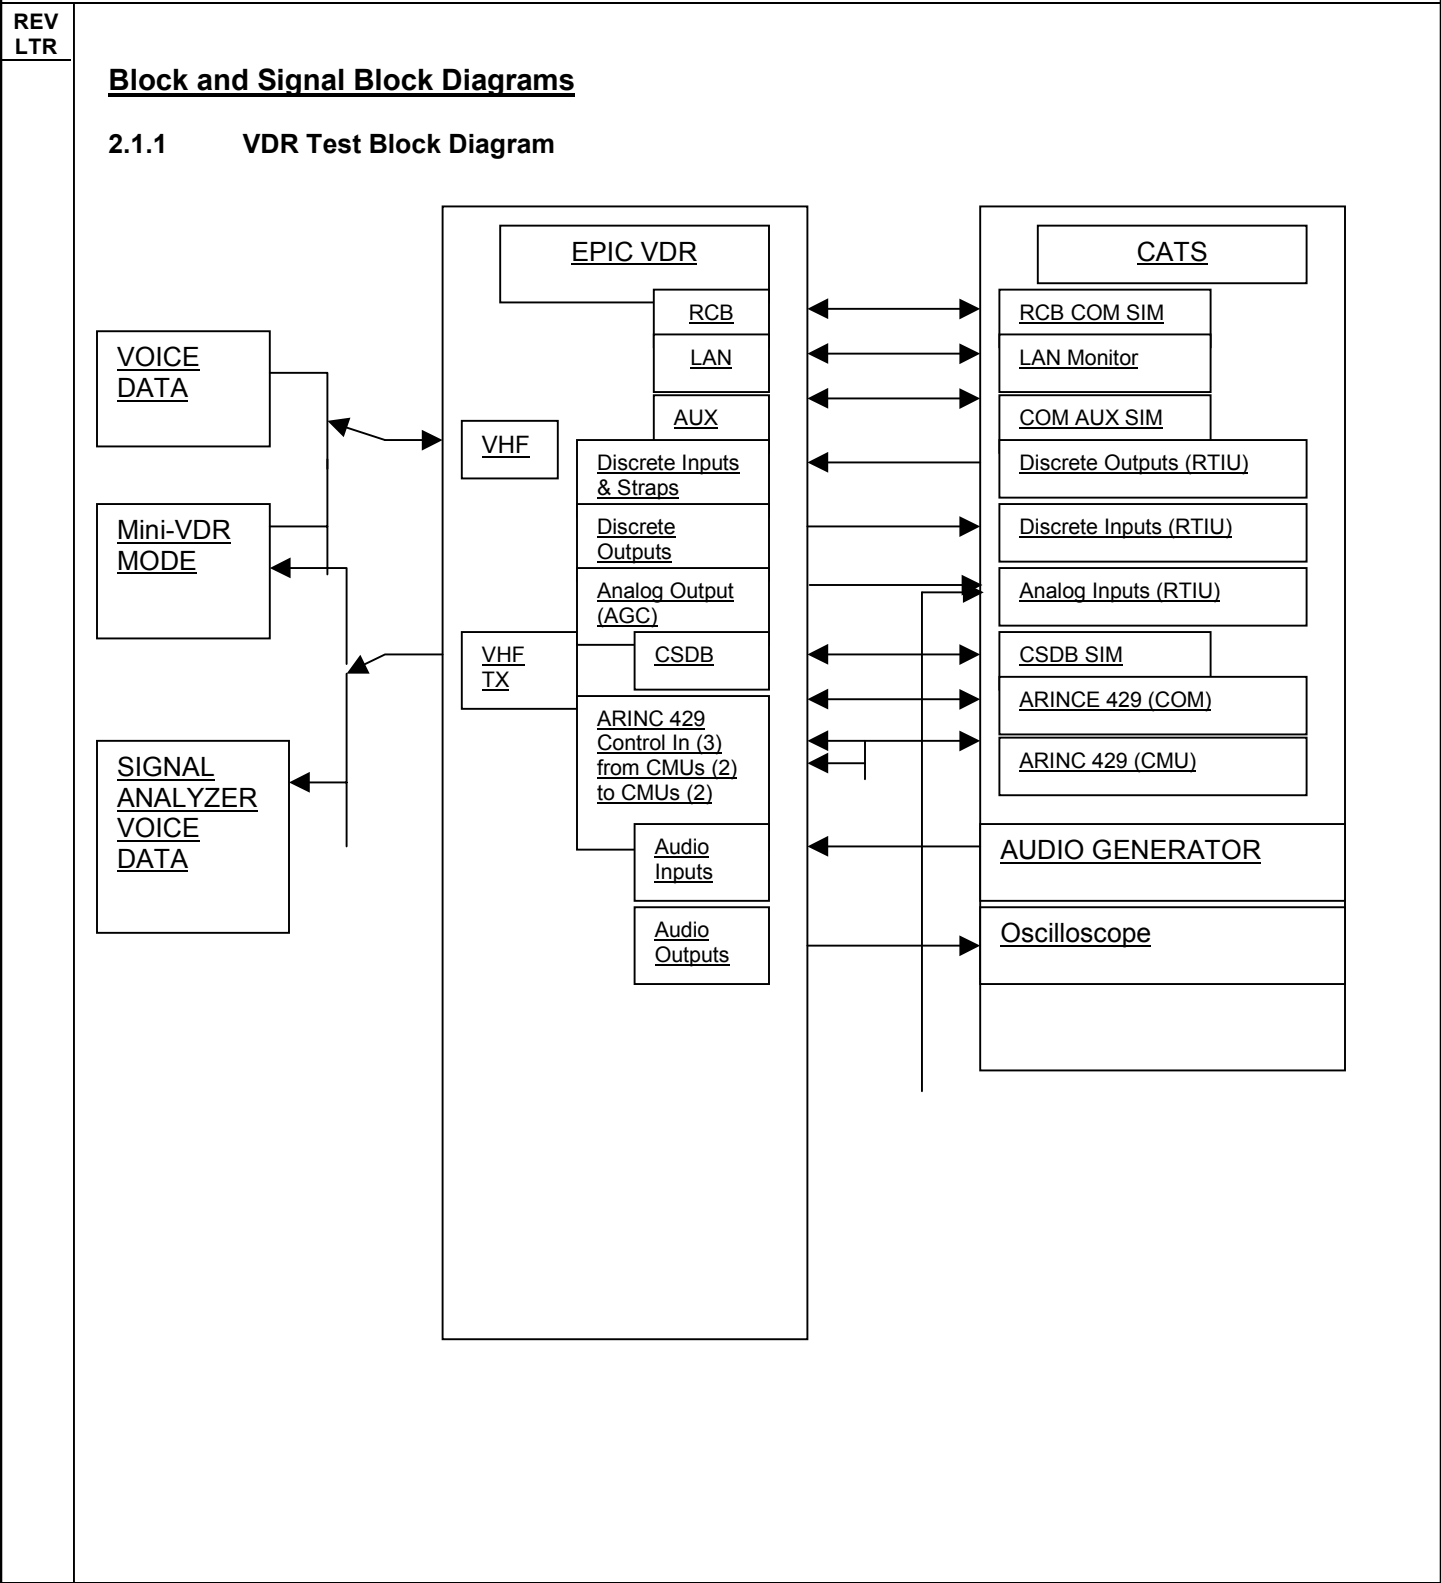 REV
LTR
Block and Signal Block Diagrams
2.1.1 VDR Test Block Diagram
VOICE
DATA
Mini-VDR
MODE
SIGNAL
ANALYZER
VOICE
DATA
EPIC VDR
RCB
LAN
AUX
VHF
Discrete Inputs
& Straps
Discrete
Outputs
Analog Output
(AGC)
VHF
TX
CSDB
ARINC 429
Control In (3)
from CMUs (2)
to CMUs (2)
Audio
Inputs
Audio
Outputs
CATS
RCB COM SIM
LAN Monitor
COM AUX SIM
Discrete Outputs (RTIU)
Discrete Inputs (RTIU)
Analog Inputs (RTIU)
CSDB SIM
ARINCE 429 (COM)
ARINC 429 (CMU)
AUDIO GENERATOR
Oscilloscope